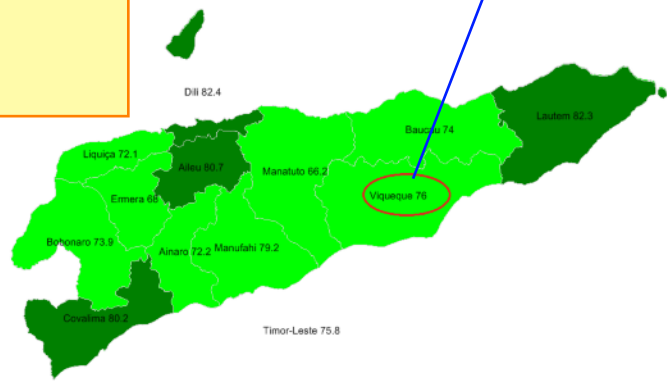 Dili 82.4
Lautem 82.3
Baucau 74
Liquiça 72.1
Aileu 80.7
Manatuto 66.2
Ermera 68
Viqueque 76
Bobonaro 73.9
Ainaro 72.2
Manufahi 79.2
Covalima 80.2
Timor-Leste 75.8